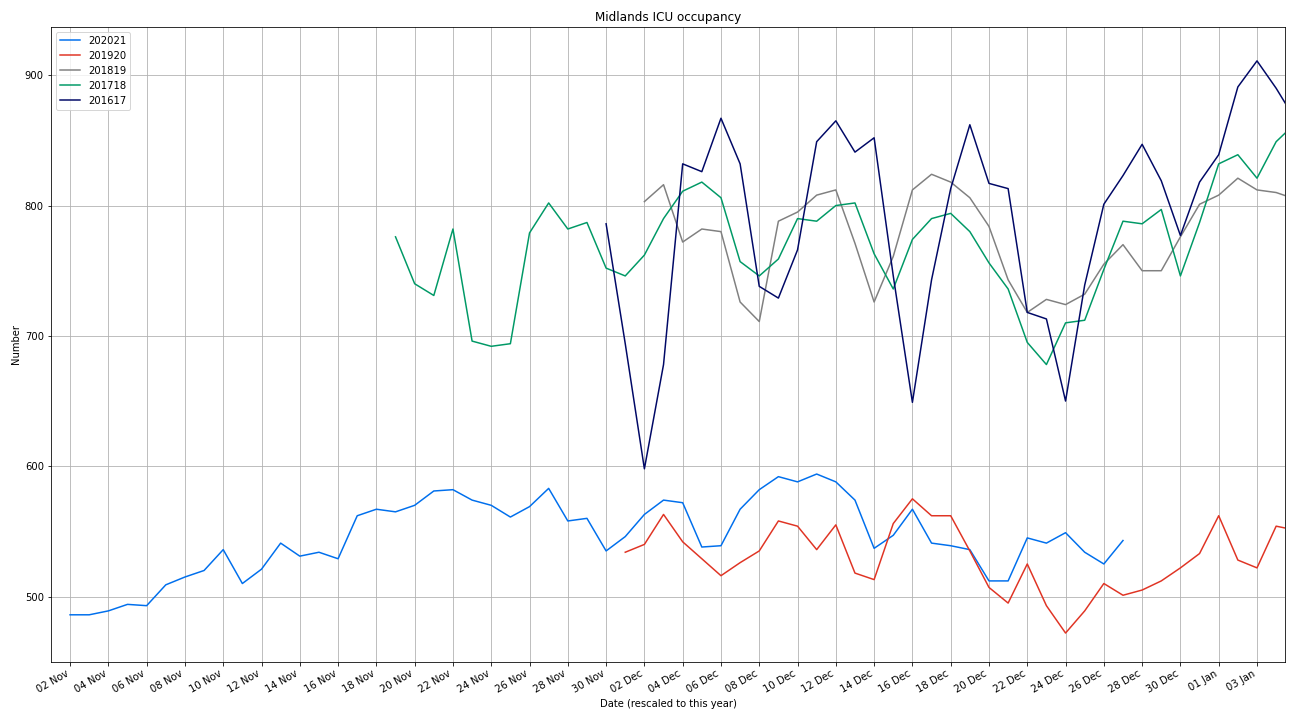 Midlands ICU occupancy
202021
201920
201819
201718
201617
900
800
700
600
500
Number
02 Nov
04 Nov
06 Nov
08 Nov
10 Nov
12 Nov
14 Nov
16 Nov
18 Nov
20 Nov
22 Nov
24 Nov
26 Nov
28 Nov
30 Nov
02 Dec
04 Dec
06 Dec
08 Dec
10 Dec
12 Dec
14 Dec
16 Dec
18 Dec
20 Dec
22 Dec
24 Dec
26 Dec
28 Dec
30 Dec
01 Jan
03 Jan
Date (rescaled to this year)